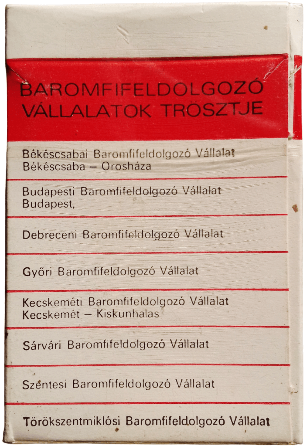 BAROMFIFELDOLGOZÓ
VÁLLALATOK TRÖSZTJE
Békéscsabai Baromfifeldolgozó Vállalat
Békéscsaba – Orosháza
Budapesti Baromfifeldolgozó Vállalat
Budapest,
Debreceni Baromfifeldolgozó Vállalat
Győri Baromfifeldolgozó Vállalat
Kecskeméti Baromfifeldolgozó Vállalat
Kecskemét – Kiskunhalas
Sárvári Baromfifeldolgozó Vállalat
Szentesi Baromfifeldolgozó Vállalat
Törökszentmiklósi Baromfifeldolgozó Vállalat